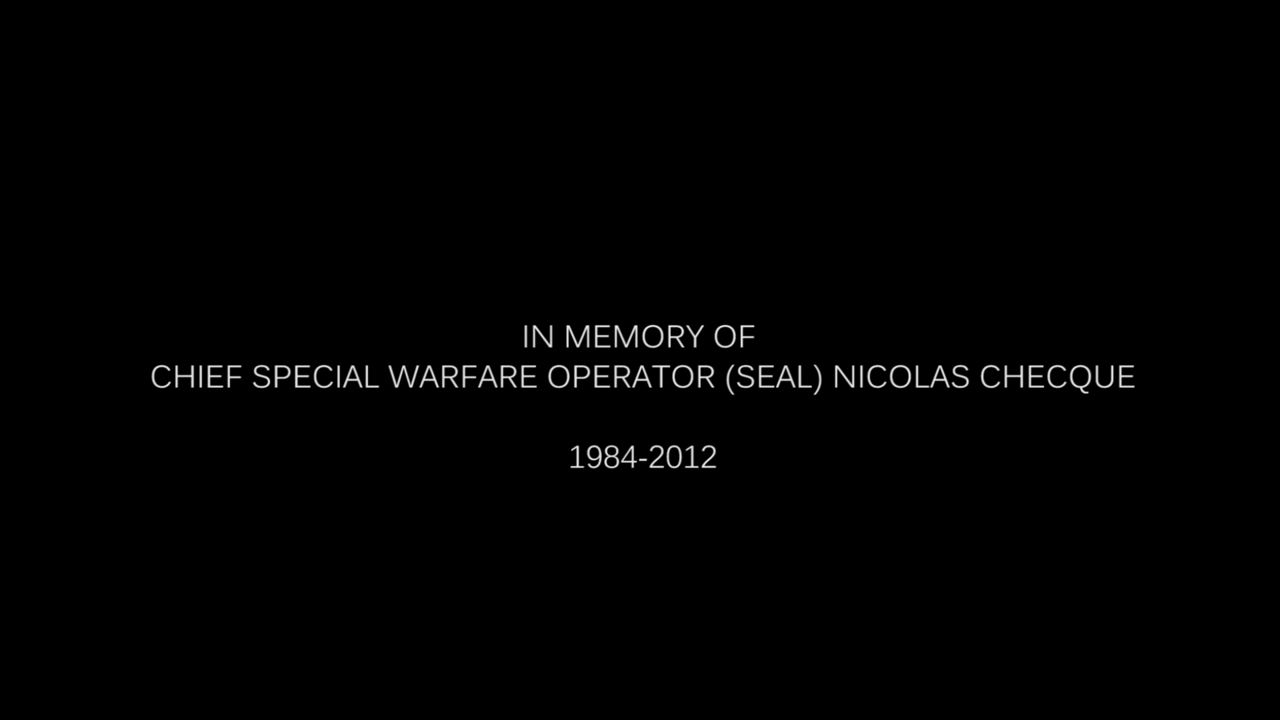 IN MEMORY OF
CHIEF SPECIAL WARFARE OPERATOR (SEAL) NICOLAS CHECQUE
1984-2012